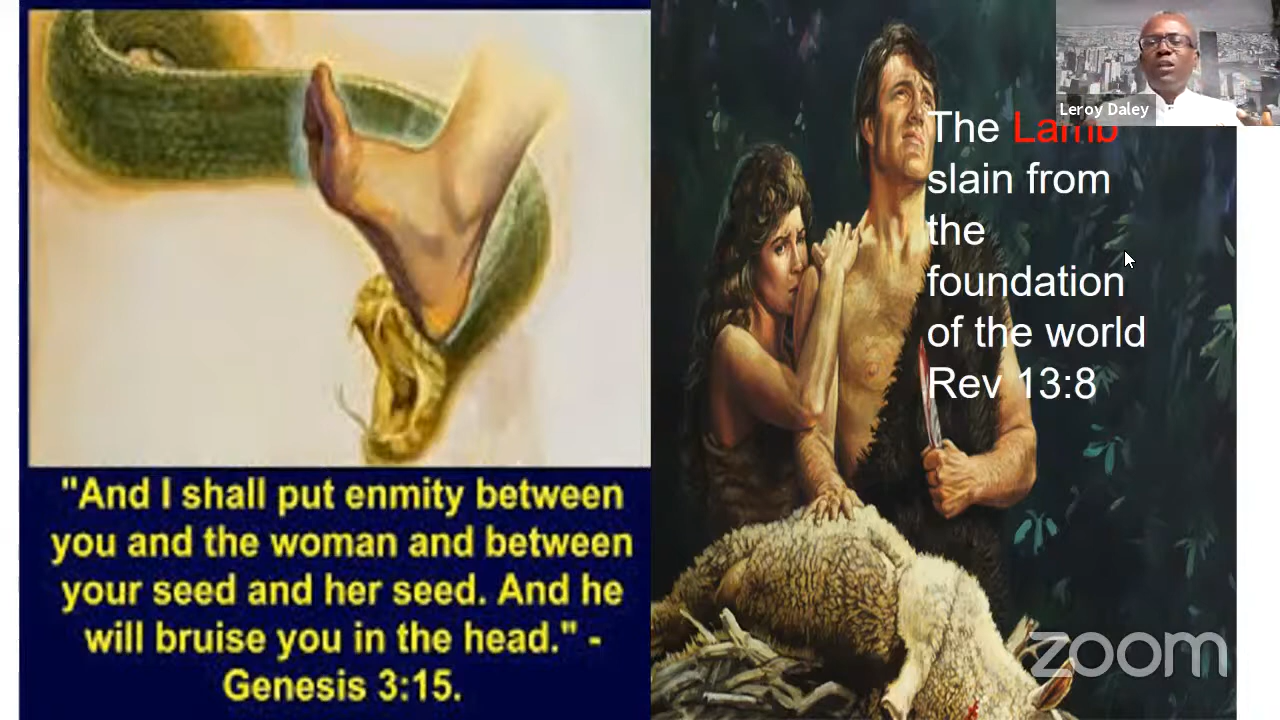 "And I shall put enmity between
you and the woman and between
your seed and her seed. And he
will bruise you in the head." -
Genesis 3:15.
The Lamb
slain from
the
foundation
of the world
Rev 13:8
Leroy Daley
zoom